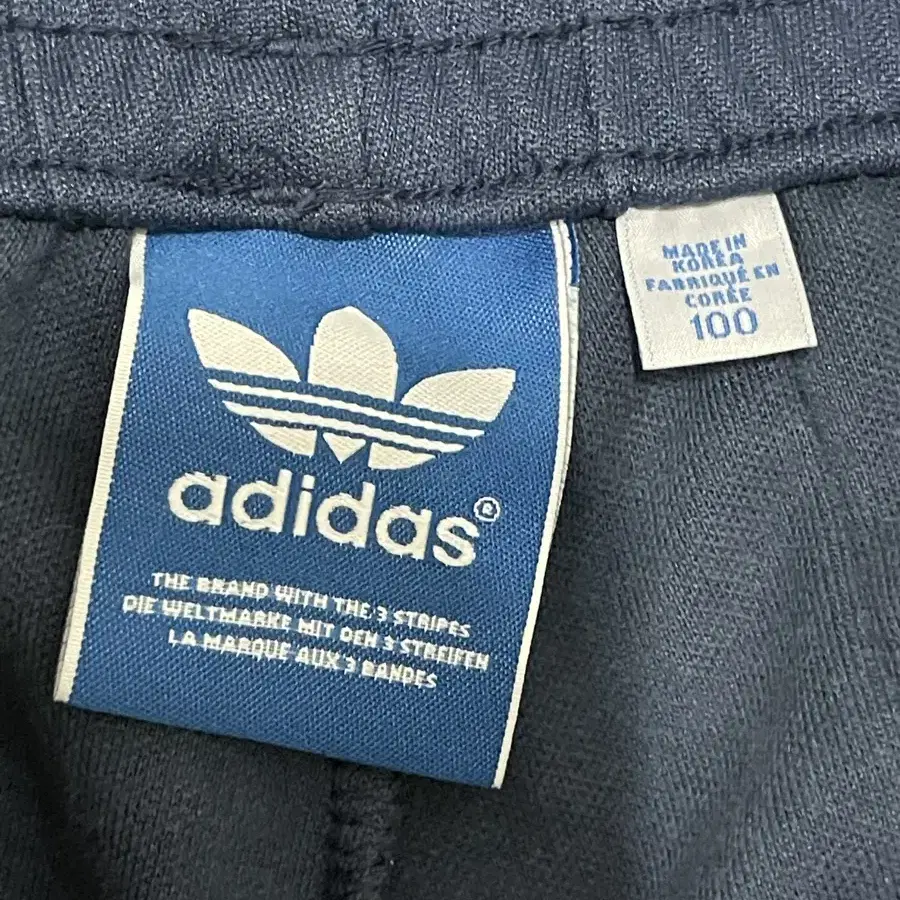 adidas®
THE BRAND WITH THE 3 STRIPES
DIE WELTMARKE MIT DEN 3 STREIFEN
LA MARQUE AUX 3 BANDES
MADE IN
KOREA
FABRIQUÉ EN
CORÉE
100